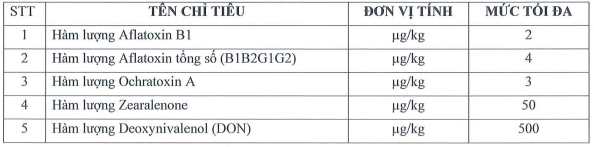 STT TÊN CHỈ TIÊU ĐƠN VỊ TÍNH MỨC TỐI ĐA
1 Hàm lượng Aflatoxin B1 µg/kg 2
2 Hàm lượng Aflatoxin tổng số (B1B2G1G2) µg/kg 4
3 Hàm lượng Ochratoxin A µg/kg 3
4 Hàm lượng Zearalenone µg/kg 50
5 Hàm lượng Deoxynivalenol (DON) µg/kg 500